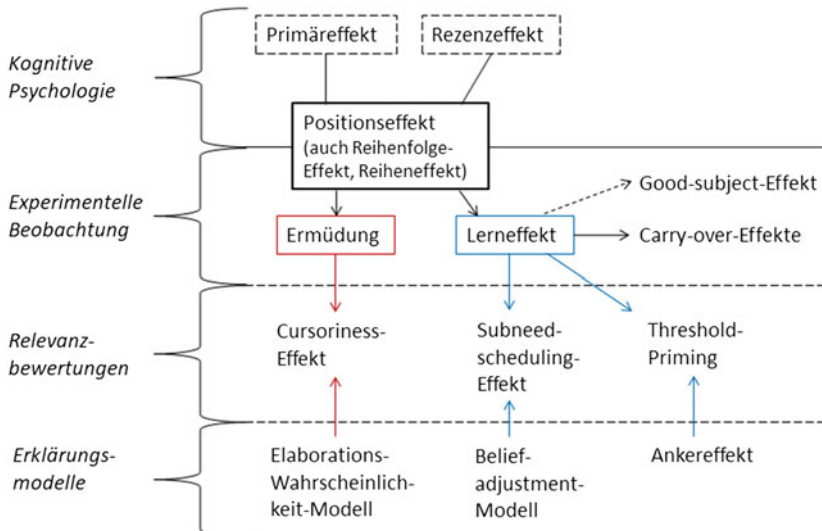 Primäreffekt
Rezenzeffekt
Kognitive
Psychologie
Positionseffekt
(auch Reihenfolge-
Effekt, Reiheneffekt)
Good-subject-Effekt
Experimentelle
Beobachtung
Ermüdung
Lerneffekt
Carry-over-Effekte
Relevanz-
bewertungen
Cursoriness-
Effekt
Subneed-
scheduling-
Effekt
Threshold-
Priming
Erklärungs-
modelle
Elaborations-
Wahrscheinlich-
keit-Modell
Belief-
adjustment-
Modell
Ankereffekt